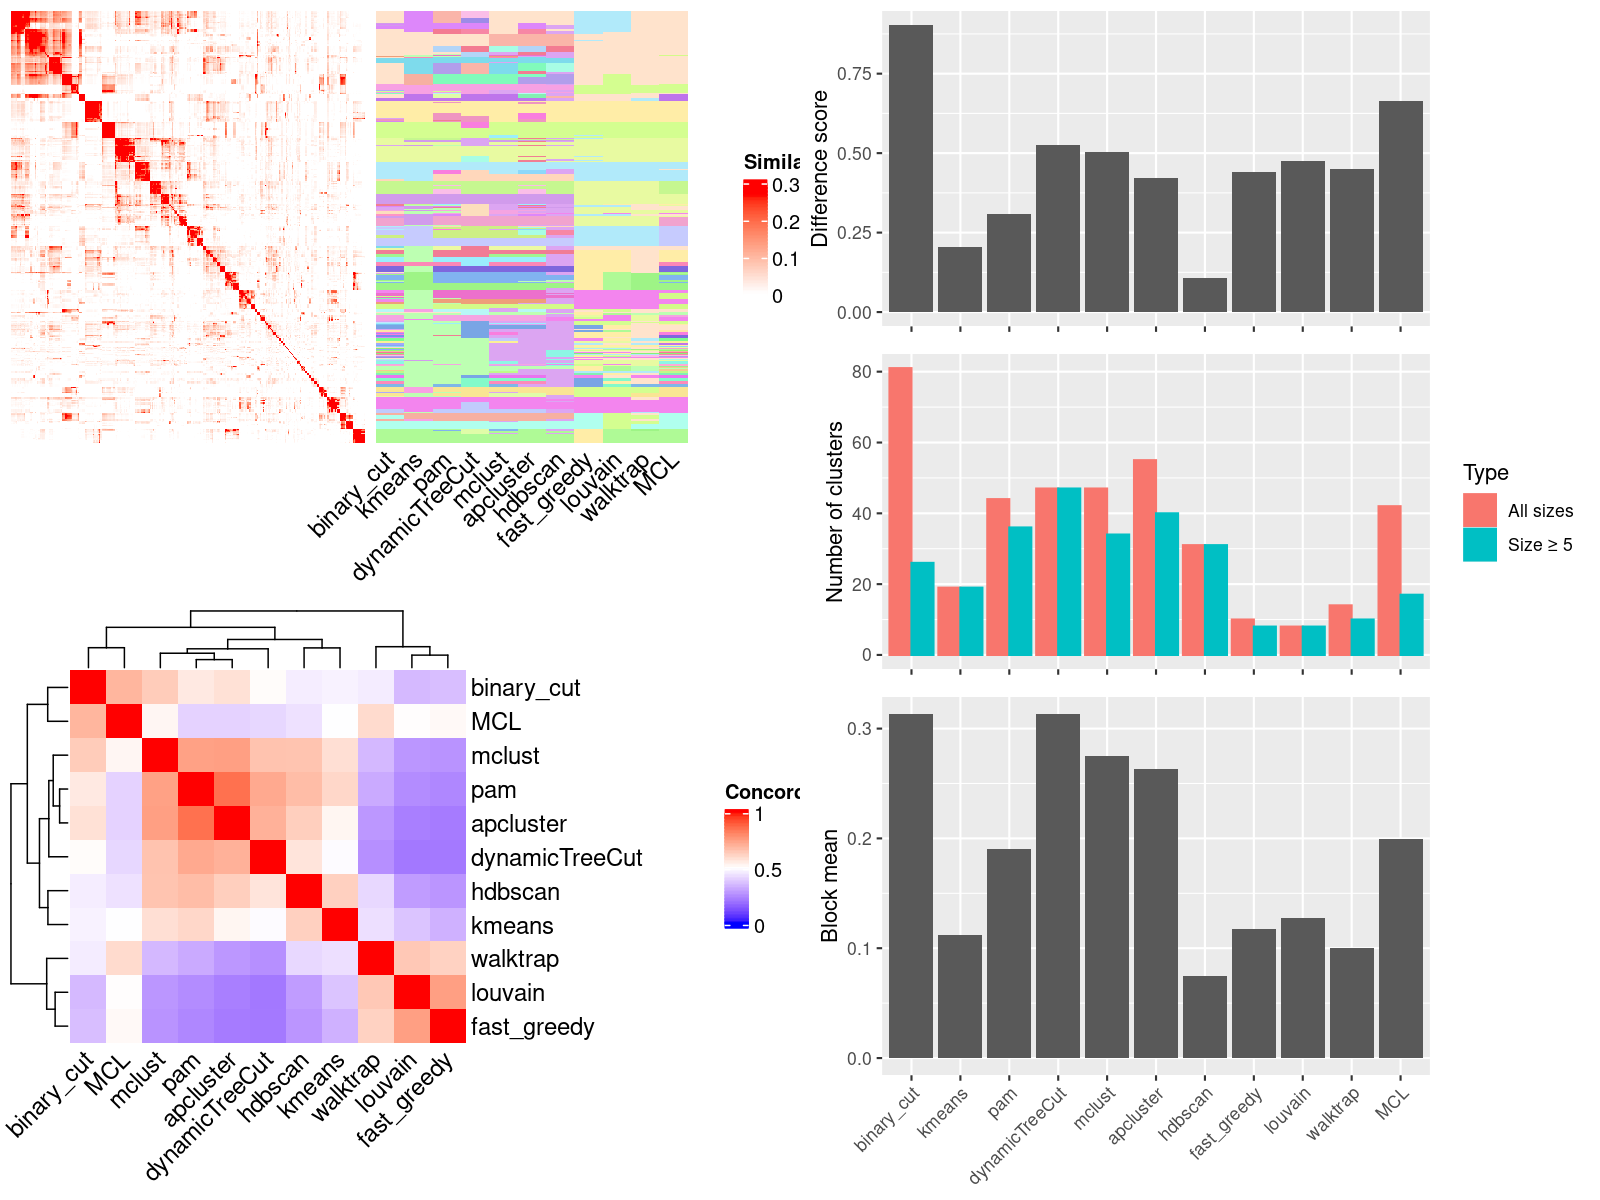 Simila
0.3
0.2
0.1
0
binary_cut
kmeans
pam
dynamicTreeCut
mclust
apcluster
hdbscan
fast_greedy
louvain
walktrap
MCL
Difference score
0.75
0.50
0.25
0.00
Number of clusters
80
60
40
20
0
Type
All sizes
Size ≥ 5
binary_cut
MCL
mclust
pam
apcluster
dynamicTreeCut
hdbscan
kmeans
walktrap
louvain
fast_greedy
binary_cut
MCL
mclust
pam
apcluster
dynamicTreeCut
hdbscan
kmeans
walktrap
louvain
fast_greedy
Concord
1
0.5
0
Block mean
0.3
0.2
0.1
0.0
binary_cut
kmeans
pam
dynamicTreeCut
mclust
apcluster
hdbscan
fast_greedy
louvain
walktrap
MCL